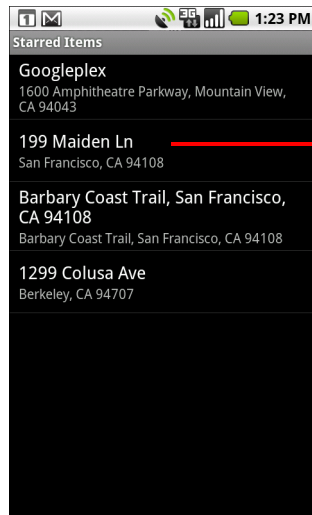 1 3G 1:23 PM
Starred Items
Googleplex
1600 Amphitheatre Parkway, Mountain View,
CA 94043
199 Maiden Ln
San Francisco, CA 94108
Barbary Coast Trail, San Francisco,
CA 94108
Barbary Coast Trail, San Francisco, CA 94108
1299 Colusa Ave
Berkeley, CA 94707